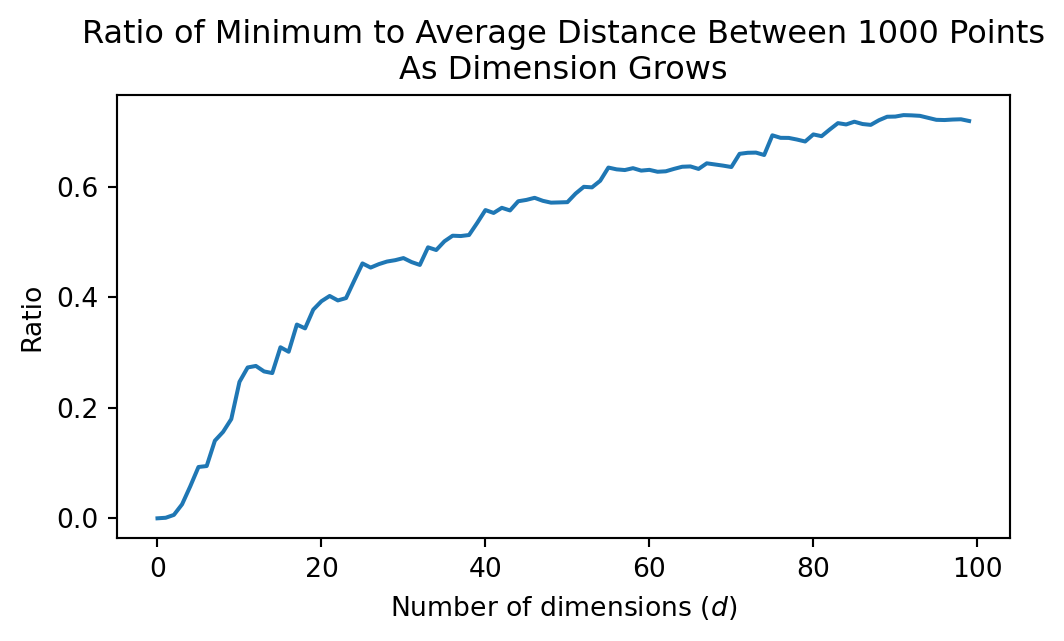 Ratio of Minimum to Average Distance Between 1000 Points
As Dimension Grows
Ratio
0.6
0.4
0.2
0.0
0 20 40 60 80 100
Number of dimensions (d)